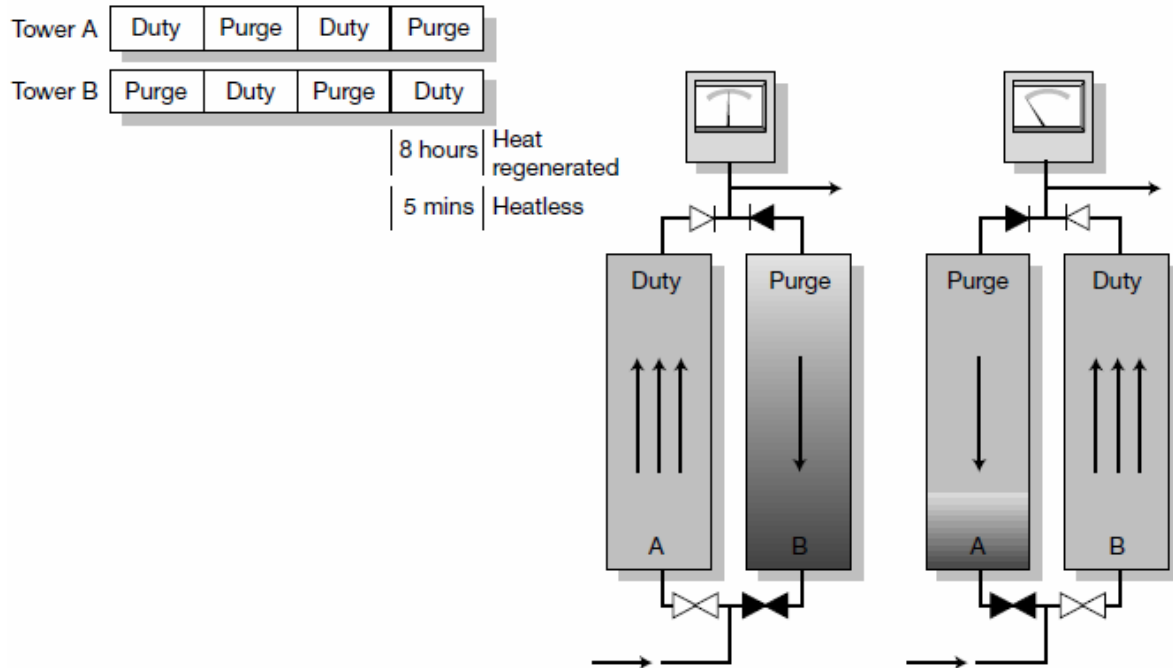 Tower A Duty Purge Duty Purge
Tower B Purge Duty Purge Duty
8 hours Heat
regenerated
5 mins Heatless
Duty Purge Purge Duty
A B A B